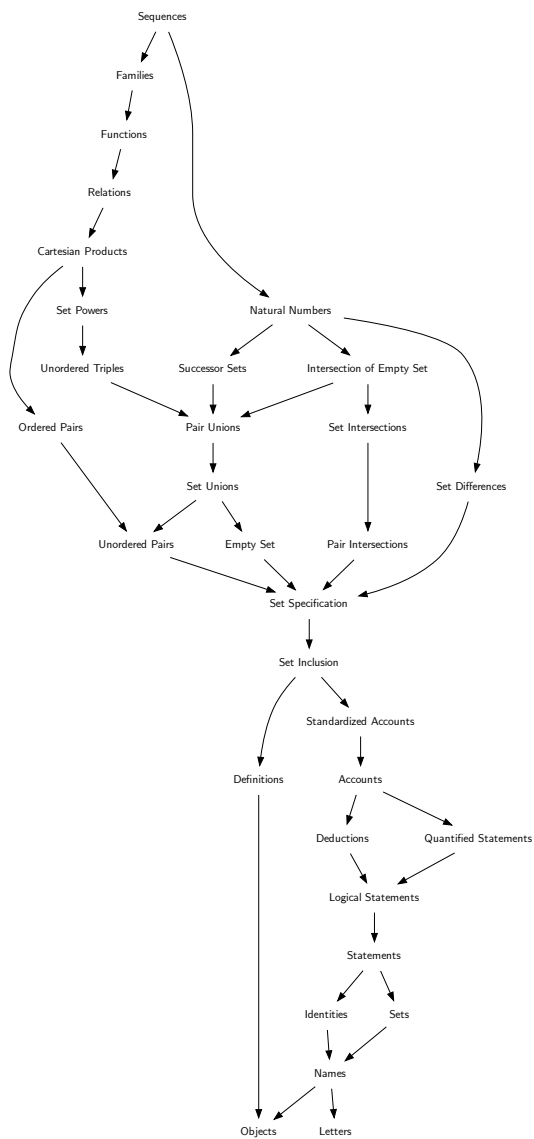 Sequences
Families
Functions
Relations
Cartesian Products
Set Powers
Natural Numbers
Unordered Triples
Successor Sets
Intersection of Empty Set
Ordered Pairs
Pair Unions
Set Intersections
Set Unions
Set Differences
Unordered Pairs
Empty Set
Pair Intersections
Set Specification
Set Inclusion
Standardized Accounts
Definitions
Accounts
Deductions
Quantified Statements
Logical Statements
Statements
Identities
Sets
Names
Objects
Letters